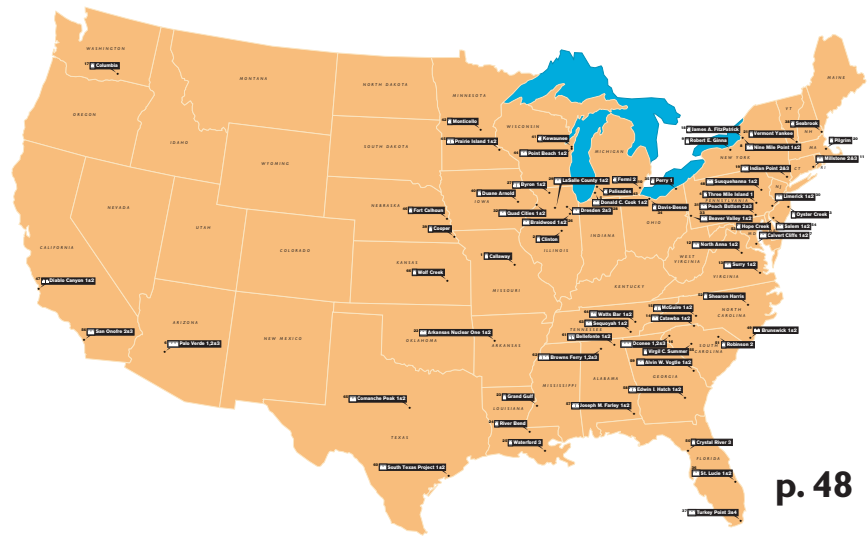 WASHINGTON
Columbia
MONTANA
NORTH DAKOTA
MINNESOTA
MAINE
OREGON
IDAHO
Monticello
WISCONSIN
VT
NH
Seabrook
James A. FitzPatrick
Vermont Yankee
SOUTH DAKOTA
Prairie Island 1&2
Kewaunee
Robert E. Ginna
Nine Mile Point 1&2
MA
Pilgrim
Point Beach 1&2
MICHIGAN
NEW YORK
Millstone 2&3
WYOMING
Indian Point 2&3
CT
RI
LaSalle County 1&2
Fermi 2
Perry 1
Susquehanna 1&2
Byron 1&2
Palisades
NJ
Duane Arnold
Three Mile Island 1
Limerick 1&2
NEVADA
NEBRASKA
IOWA
Donald C. Cook 1&2
PENNSYLVANIA
Peach Bottom 2&3
Fort Calhoun
Quad Cities 1&2
Dresden 2&3
Davis-Besse
Oyster Creek
Braidwood 1&2
Beaver Valley 1&2
UTAH
Cooper
OHIO
Hope Creek
Salem 1&2
Clinton
INDIANA
MD
Calvert Cliffs 1&2
CALIFORNIA
COLORADO
ILLINOIS
North Anna 1&2
Callaway
WEST VIRGINIA
KANSAS
Wolf Creek
Surry 1&2
VIRGINIA
Diablo Canyon 1&2
MISSOURI
KENTUCKY
Shearon Harris
McGuire 1&2
NORTH CAROLINA
Watts Bar 1&2
Catawba 1&2
Sequoyah 1&2
San Onofre 2&3
ARIZONA
Arkansas Nuclear One 1&2
TENNESSEE
Brunswick 1&2
NEW MEXICO
OKLAHOMA
Bellefonte 1&2
Palo Verde 1,2&3
ARKANSAS
Oconee 1,2&3
SOUTH CAROLINA
Robinson 2
Virgil C. Summer
Browns Ferry 1,2&3
Alvin W. Vogtle 1&2
GEORGIA
MISSISSIPPI
ALABAMA
Edwin I. Hatch 1&2
Comanche Peak 1&2
Grand Gulf
LOUISIANA
Joseph M. Farley 1&2
River Bend
TEXAS
Waterford 3
Crystal River 3
FLORIDA
South Texas Project 1&2
St. Lucie 1&2
p. 48
Turkey Point 3&4